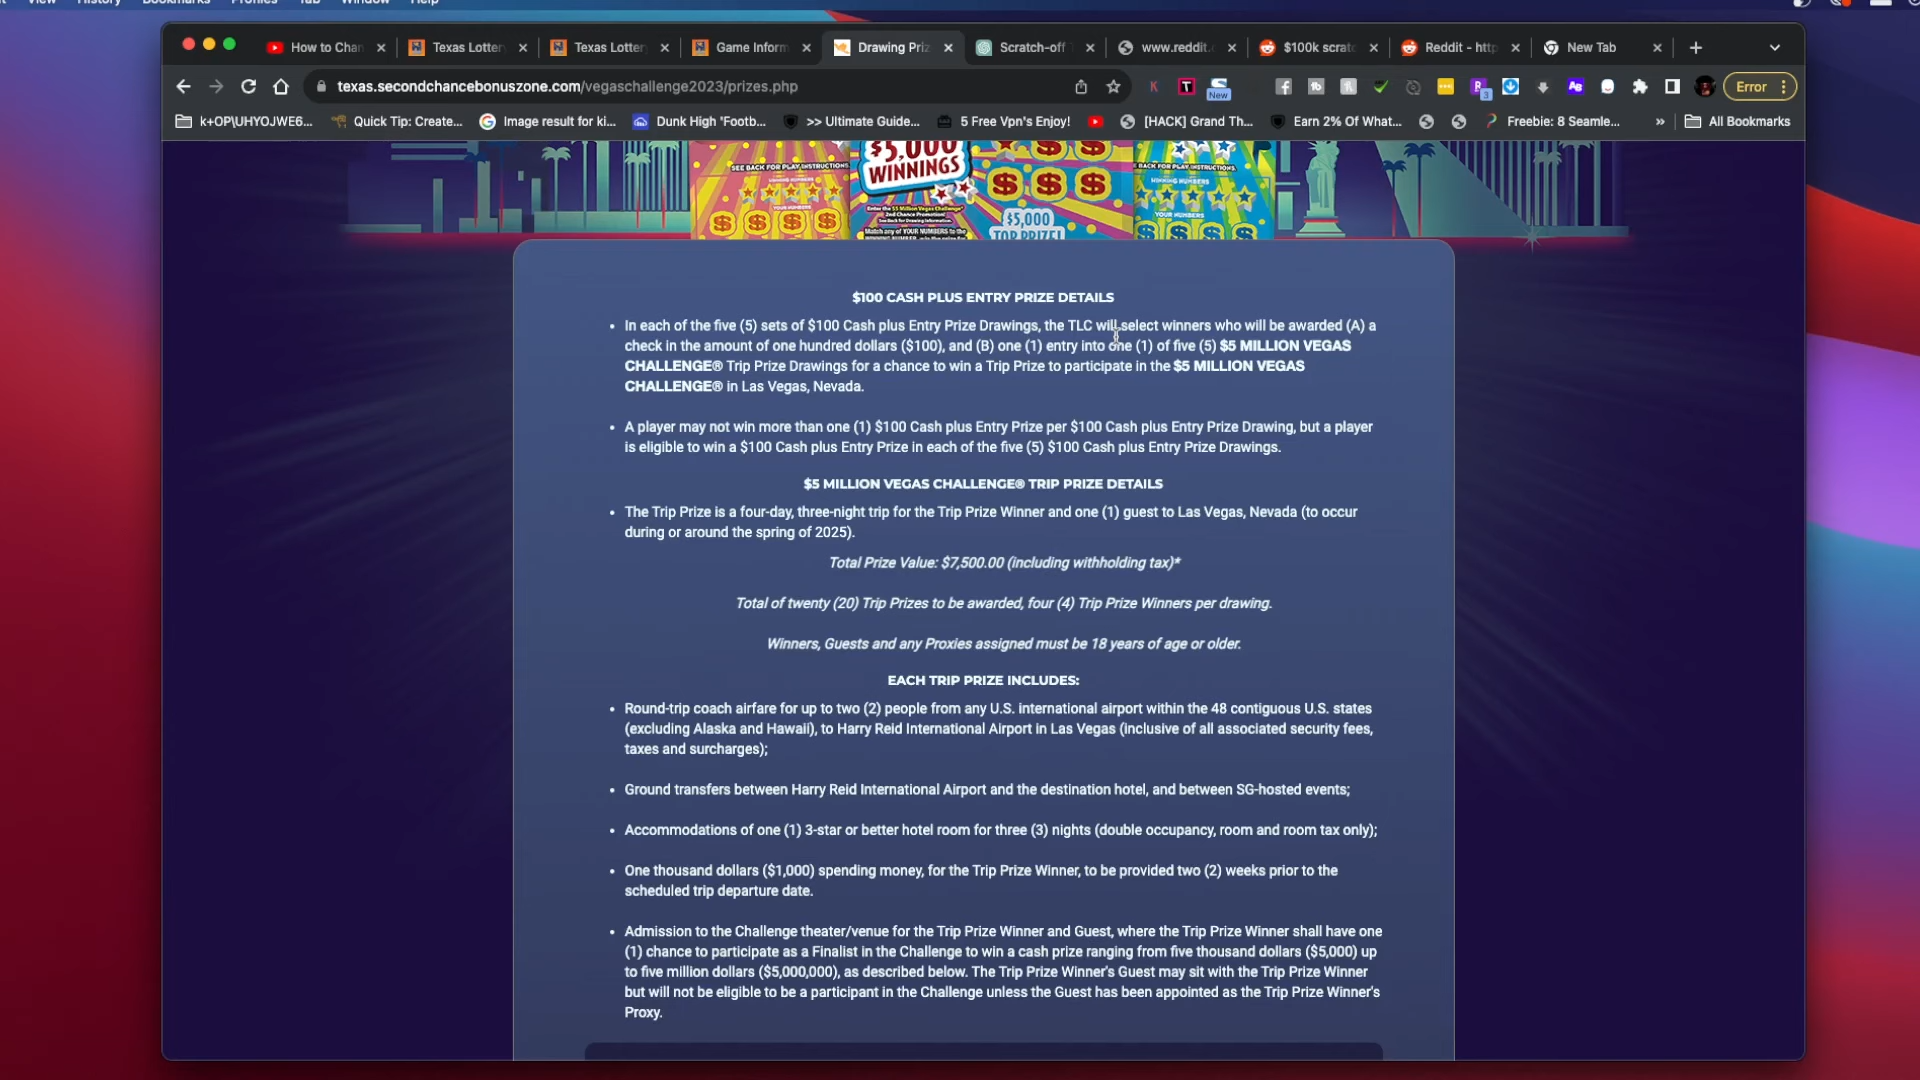 View History Bookmarks Profiles Tab Window Help
How to Chan Texas Lotter Texas Lotter Game Inform Drawing Priz Scratch-off www.reddit. $100k scrat Reddit - http New Tab
texas.secondchancebonuszone.com/vegaschallenge2023/prizes.php
New
Error
k+OP\UHYOJWE6... Quick Tip: Create... Image result for ki... Dunk High 'Footb... >> Ultimate Guide... 5 Free Vpn's Enjoy! [HACK] Grand Th... Earn 2% Of What... Freebie: 8 Seamle... » All Bookmarks
$5,000
WINNINGS
SEE BACK FOR PLAY INSTRUCTIONS.
WINNING NUMBERS
YOUR NUMBERS
$5,000
TOP PRIZE!
$100 CASH PLUS ENTRY PRIZE DETAILS
• In each of the five (5) sets of $100 Cash plus Entry Prize Drawings, the TLC will select winners who will be awarded (A) a
check in the amount of one hundred dollars ($100), and (B) one (1) entry into one (1) of five (5) $5 MILLION VEGAS
CHALLENGE® Trip Prize Drawings for a chance to win a Trip Prize to participate in the $5 MILLION VEGAS
CHALLENGE® in Las Vegas, Nevada.
• A player may not win more than one (1) $100 Cash plus Entry Prize per $100 Cash plus Entry Prize Drawing, but a player
is eligible to win a $100 Cash plus Entry Prize in each of the five (5) $100 Cash plus Entry Prize Drawings.
$5 MILLION VEGAS CHALLENGE® TRIP PRIZE DETAILS
• The Trip Prize is a four-day, three-night trip for the Trip Prize Winner and one (1) guest to Las Vegas, Nevada (to occur
during or around the spring of 2025).
Total Prize Value: $7,500.00 (including withholding tax)*
Total of twenty (20) Trip Prizes to be awarded, four (4) Trip Prize Winners per drawing.
Winners, Guests and any Proxies assigned must be 18 years of age or older.
EACH TRIP PRIZE INCLUDES:
• Round-trip coach airfare for up to two (2) people from any U.S. international airport within the 48 contiguous U.S. states
(excluding Alaska and Hawaii), to Harry Reid International Airport in Las Vegas (inclusive of all associated security fees,
taxes and surcharges);
• Ground transfers between Harry Reid International Airport and the destination hotel, and between SG-hosted events;
• Accommodations of one (1) 3-star or better hotel room for three (3) nights (double occupancy, room and room tax only);
• One thousand dollars ($1,000) spending money, for the Trip Prize Winner, to be provided two (2) weeks prior to the
scheduled trip departure date.
• Admission to the Challenge theater/venue for the Trip Prize Winner and Guest, where the Trip Prize Winner shall have one
(1) chance to participate as a Finalist in the Challenge to win a cash prize ranging from five thousand dollars ($5,000) up
to five million dollars ($5,000,000), as described below. The Trip Prize Winner's Guest may sit with the Trip Prize Winner
but will not be eligible to be a participant in the Challenge unless the Guest has been appointed as the Trip Prize Winner's
Proxy.